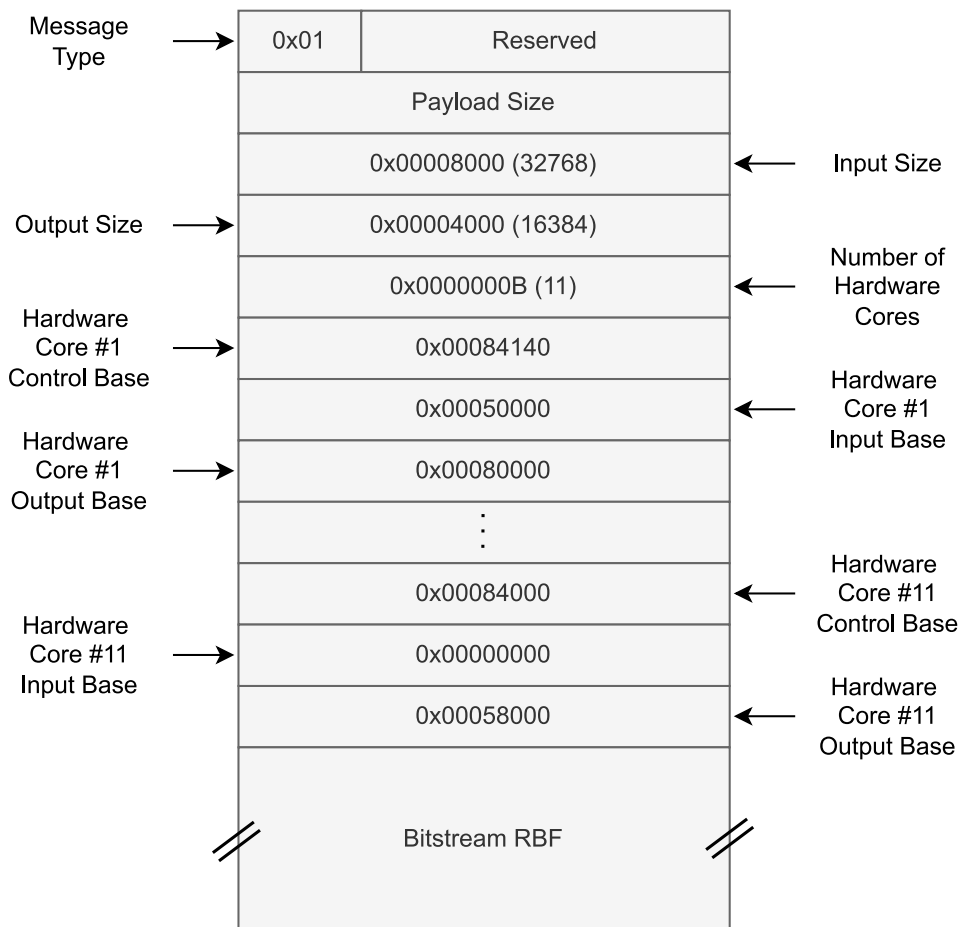 Message
Type
0x01
Reserved
Payload Size
0x00008000 (32768)
Input Size
Output Size
0x00004000 (16384)
0x0000000B (11)
Number of
Hardware
Cores
Hardware
Core #1
Control Base
0x00084140
0x00050000
Hardware
Core #1
Input Base
Hardware
Core #1
Output Base
0x00080000
⋮
0x00084000
Hardware
Core #11
Control Base
Hardware
Core #11
Input Base
0x00000000
0x00058000
Hardware
Core #11
Output Base
Bitstream RBF